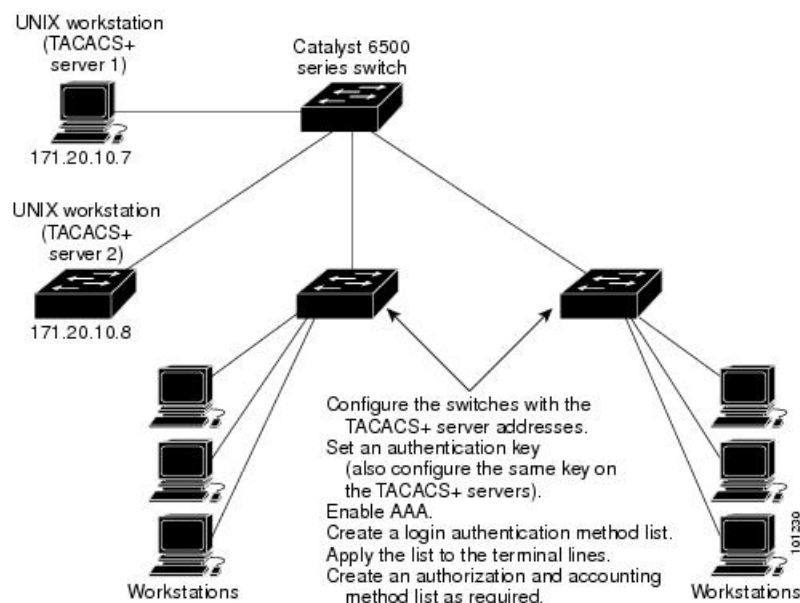 UNIX workstation
(TACACS+
server 1)
Catalyst 6500
series switch
171.20.10.7
UNIX workstation
(TACACS+
server 2)
171.20.10.8
Configure the switches with the
TACACS+ server addresses.
Set an authentication key
(also configure the same key on
the TACACS+ servers).
Enable AAA.
Create a login authentication method list.
Apply the list to the terminal lines.
Create an authorization and accounting
method list as required.
Workstations
Workstations
101230